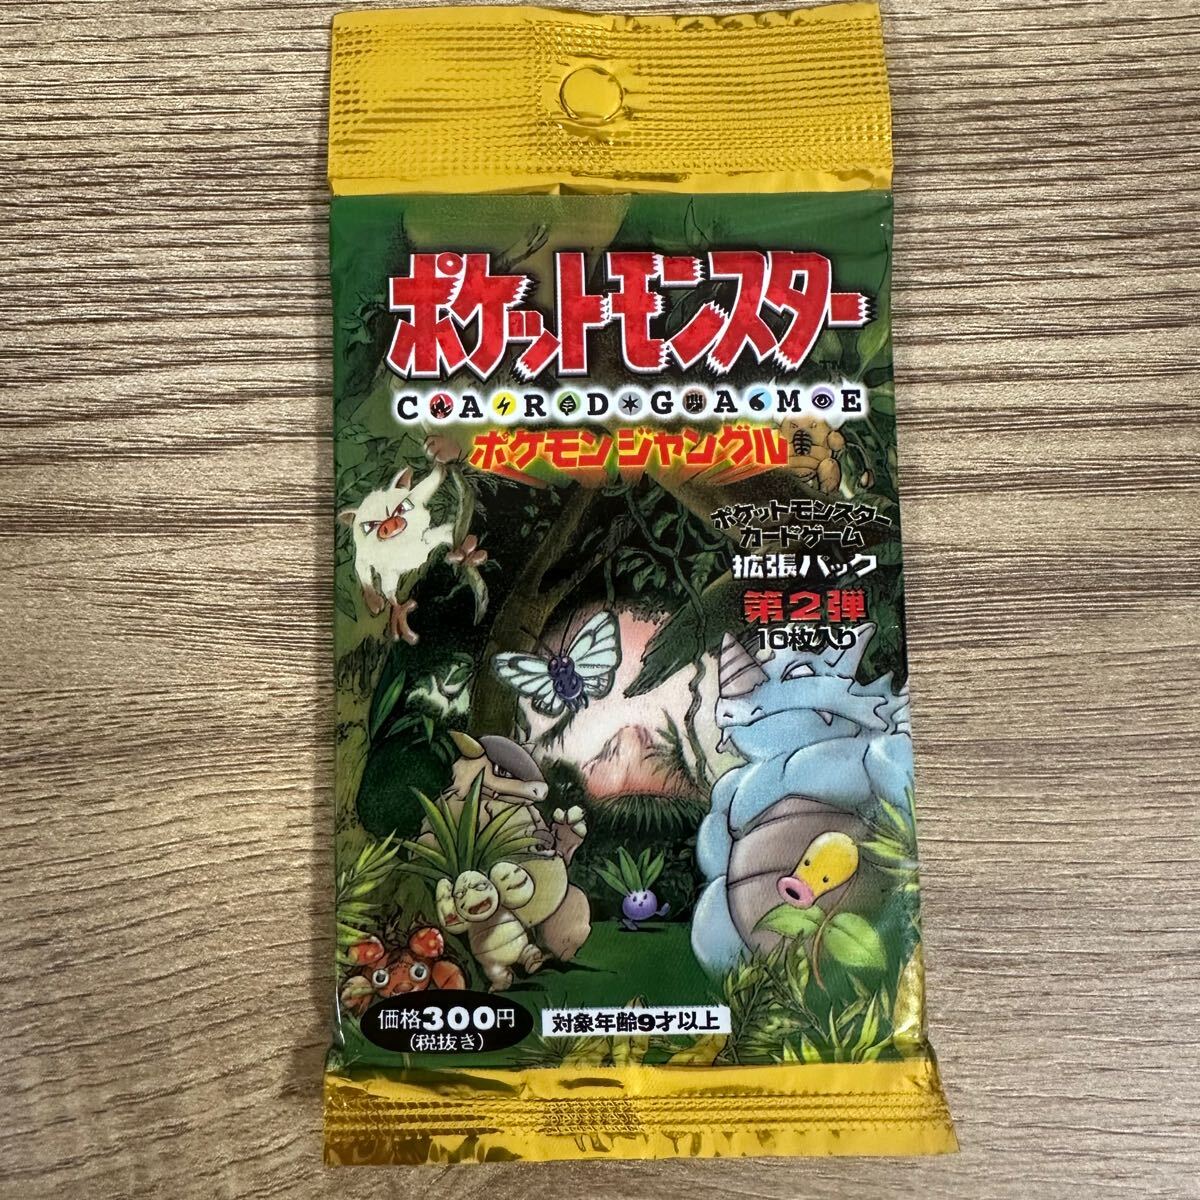 ポケットモンスター
TM
CARD GAME
ポケモンジャングル
ポケットモンスター
カードゲーム
拡張パック
第2弾
10枚入り
価格300円
(税抜き)
対象年齢9才以上